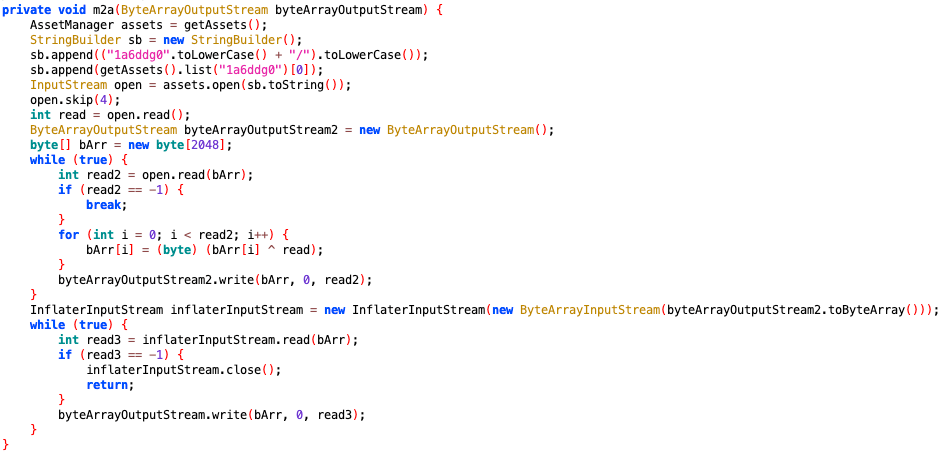 private void m2a(ByteArrayOutputStream byteArrayOutputStream) {
    AssetManager assets = getAssets();
    StringBuilder sb = new StringBuilder();
    sb.append(("1a6ddg0".toLowerCase() + "/").toLowerCase());
    sb.append(getAssets().list("1a6ddg0")[0]);
    InputStream open = assets.open(sb.toString());
    open.skip(4);
    int read = open.read();
    ByteArrayOutputStream byteArrayOutputStream2 = new ByteArrayOutputStream();
    byte[] bArr = new byte[2048];
    while (true) {
        int read2 = open.read(bArr);
        if (read2 == -1) {
            break;
        }
        for (int i = 0; i < read2; i++) {
            bArr[i] = (byte) (bArr[i] ^ read);
        }
        byteArrayOutputStream2.write(bArr, 0, read2);
    }
    InflaterInputStream inflaterInputStream = new InflaterInputStream(new ByteArrayInputStream(byteArrayOutputStream2.toByteArray()));
    while (true) {
        int read3 = inflaterInputStream.read(bArr);
        if (read3 == -1) {
            inflaterInputStream.close();
            return;
        }
        byteArrayOutputStream.write(bArr, 0, read3);
    }
}